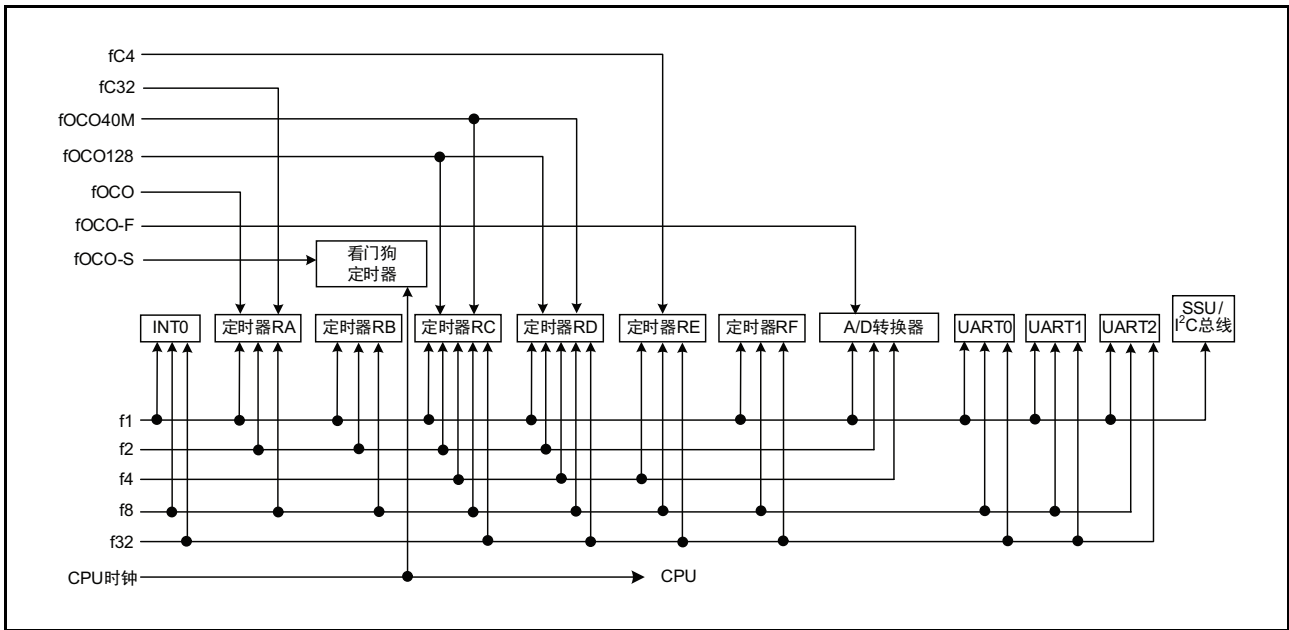 fC4
fC32
fOCO40M
fOCO128
fOCO
fOCO-F
fOCO-S
看门狗
定时器
INT0
定时器RA
定时器RB
定时器RC
定时器RD
定时器RE
定时器RF
A/D转换器
UART0
UART1
UART2
SSU/
I²C总线
f1
f2
f4
f8
f32
CPU时钟
CPU